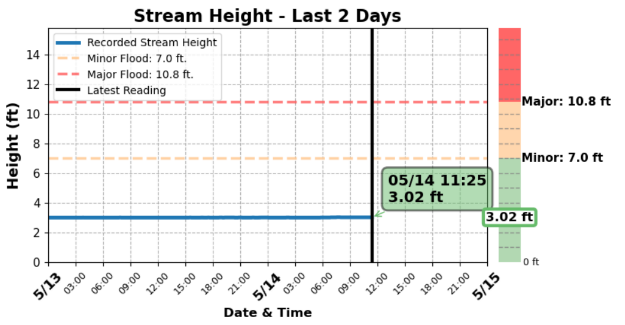 Stream Height - Last 2 Days
Recorded Stream Height
Minor Flood: 7.0 ft.
Major Flood: 10.8 ft.
Latest Reading
Height (ft)
14
12
10
8
6
4
2
0
Major: 10.8 ft
Minor: 7.0 ft
05/14 11:25
3.02 ft
3.02 ft
0 ft
5/13
03:00
06:00
09:00
12:00
15:00
18:00
21:00
5/14
03:00
06:00
09:00
12:00
15:00
18:00
21:00
5/15
Date & Time